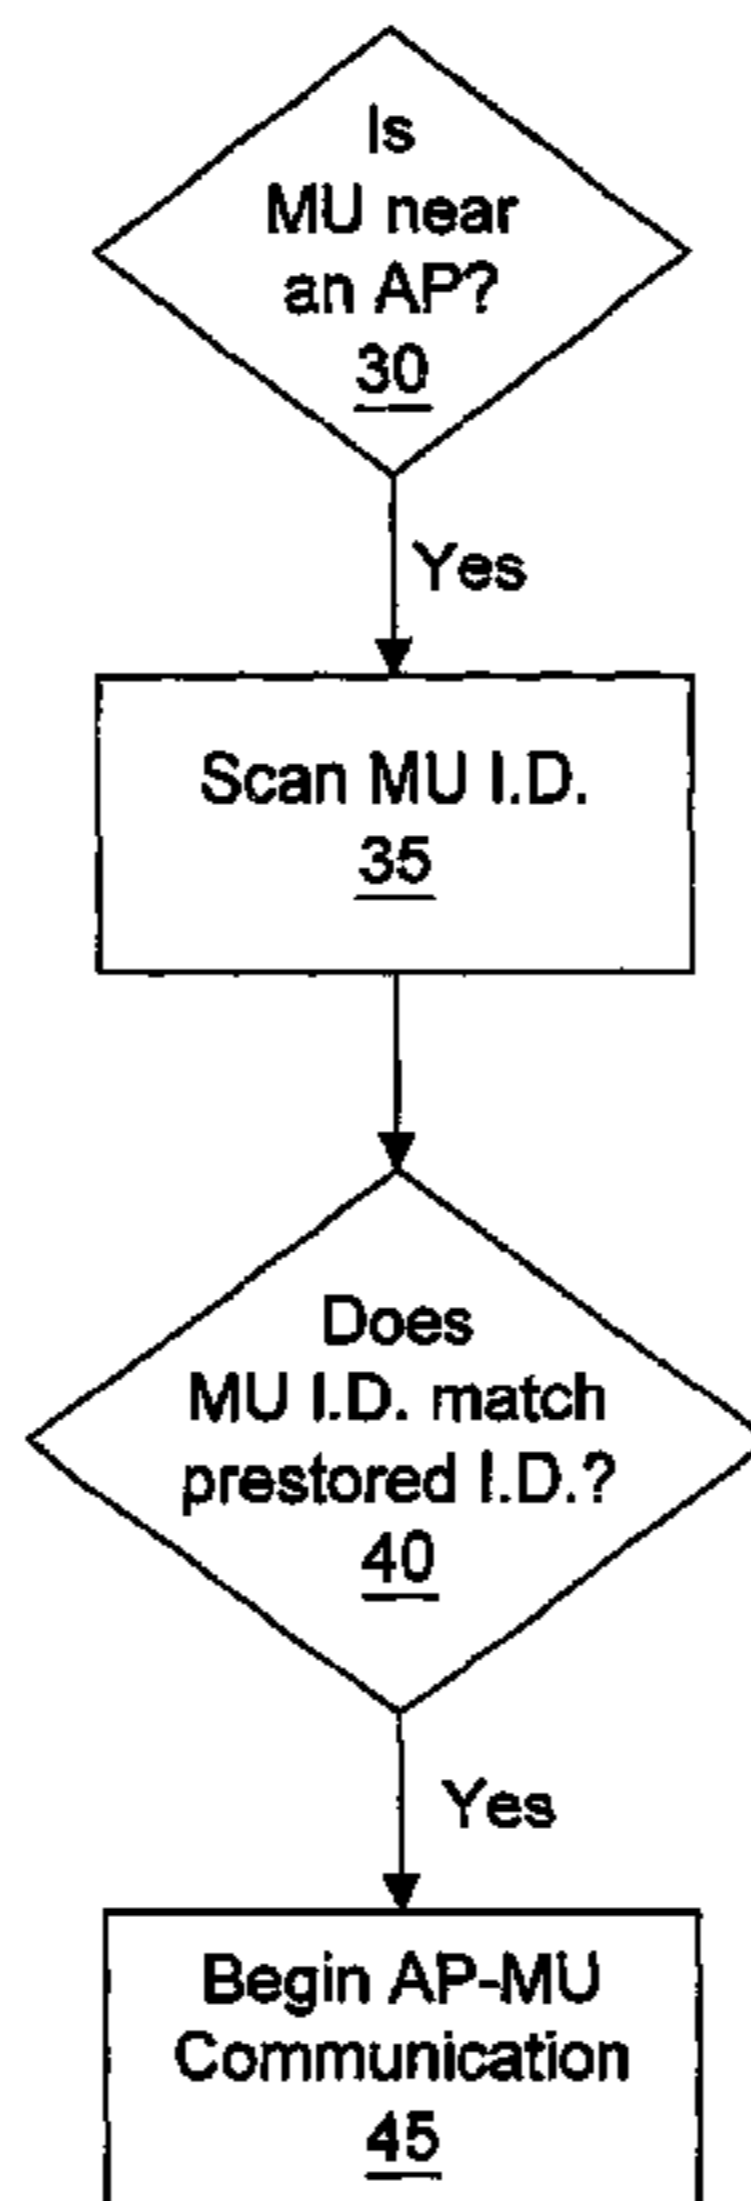 Is
MU near
an AP?
30
Yes
Scan MU I.D.
35
Does
MU I.D. match
prestored I.D.?
40
Yes
Begin AP-MU
Communication
45